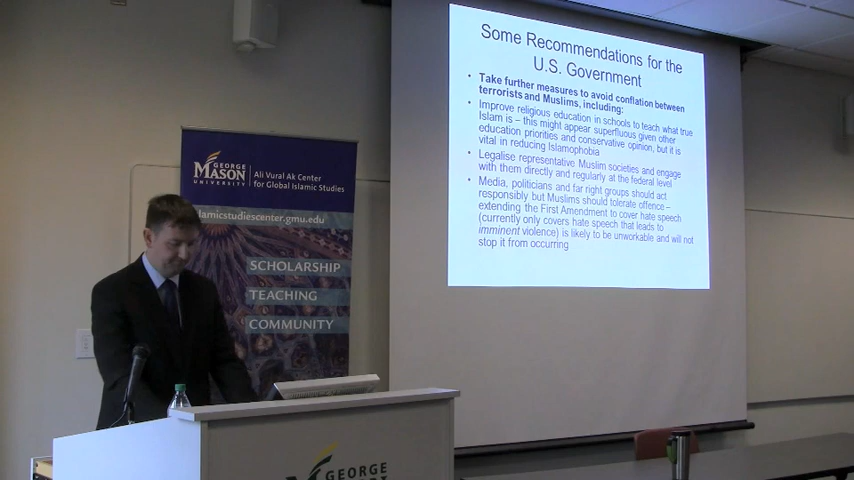 Some Recommendations for the
U.S. Government
• Take further measures to avoid conflation between
terrorists and Muslims, including:
• Improve religious education in schools to teach what true
Islam is – this might appear superfluous given other
education priorities and conservative opinion, but it is
vital in reducing Islamophobia
• Legalise representative Muslim societies and engage
with them directly and regularly at the federal level
• Media, politicians and far right groups should act
responsibly but Muslims should tolerate offence –
extending the First Amendment to cover hate speech
(currently only covers hate speech that leads to
imminent violence) is likely to be unworkable and will not
stop it from occurring
GEORGE
MASON
UNIVERSITY
Ali Vural Ak Center
for Global Islamic Studies
islamicstudiescenter.gmu.edu
SCHOLARSHIP
TEACHING
COMMUNITY
GEORGE